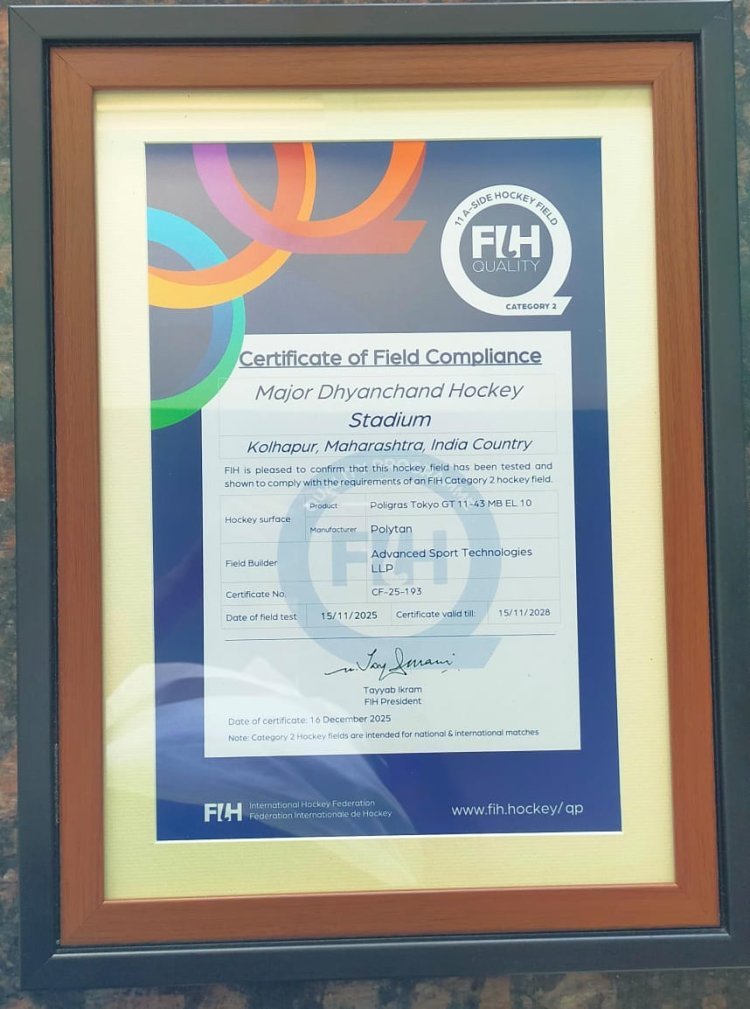 11 A-SIDE HOCKEY FIELD
FIH
QUALITY
CATEGORY 2
Certificate of Field Compliance
Major Dhyanchand Hockey
Stadium
Kolhapur, Maharashtra, India Country
FIH is pleased to confirm that this hockey field has been tested and
shown to comply with the requirements of an FIH Category 2 hockey field.
Hockey surface
Product Poligras Tokyo GT 11-43 MB EL 10
Manufacturer Polytan
Field Builder Advanced Sport Technologies
LLP
Certificate No. CF-25-193
Date of field test 15/11/2025 Certificate valid till: 15/11/2028
Tayyab Ikram
FIH President
Date of certificate: 16 December 2025
Note: Category 2 Hockey fields are intended for national & international matches
FIH International Hockey Federation
Fédération Internationale de Hockey
www.fih.hockey/qp